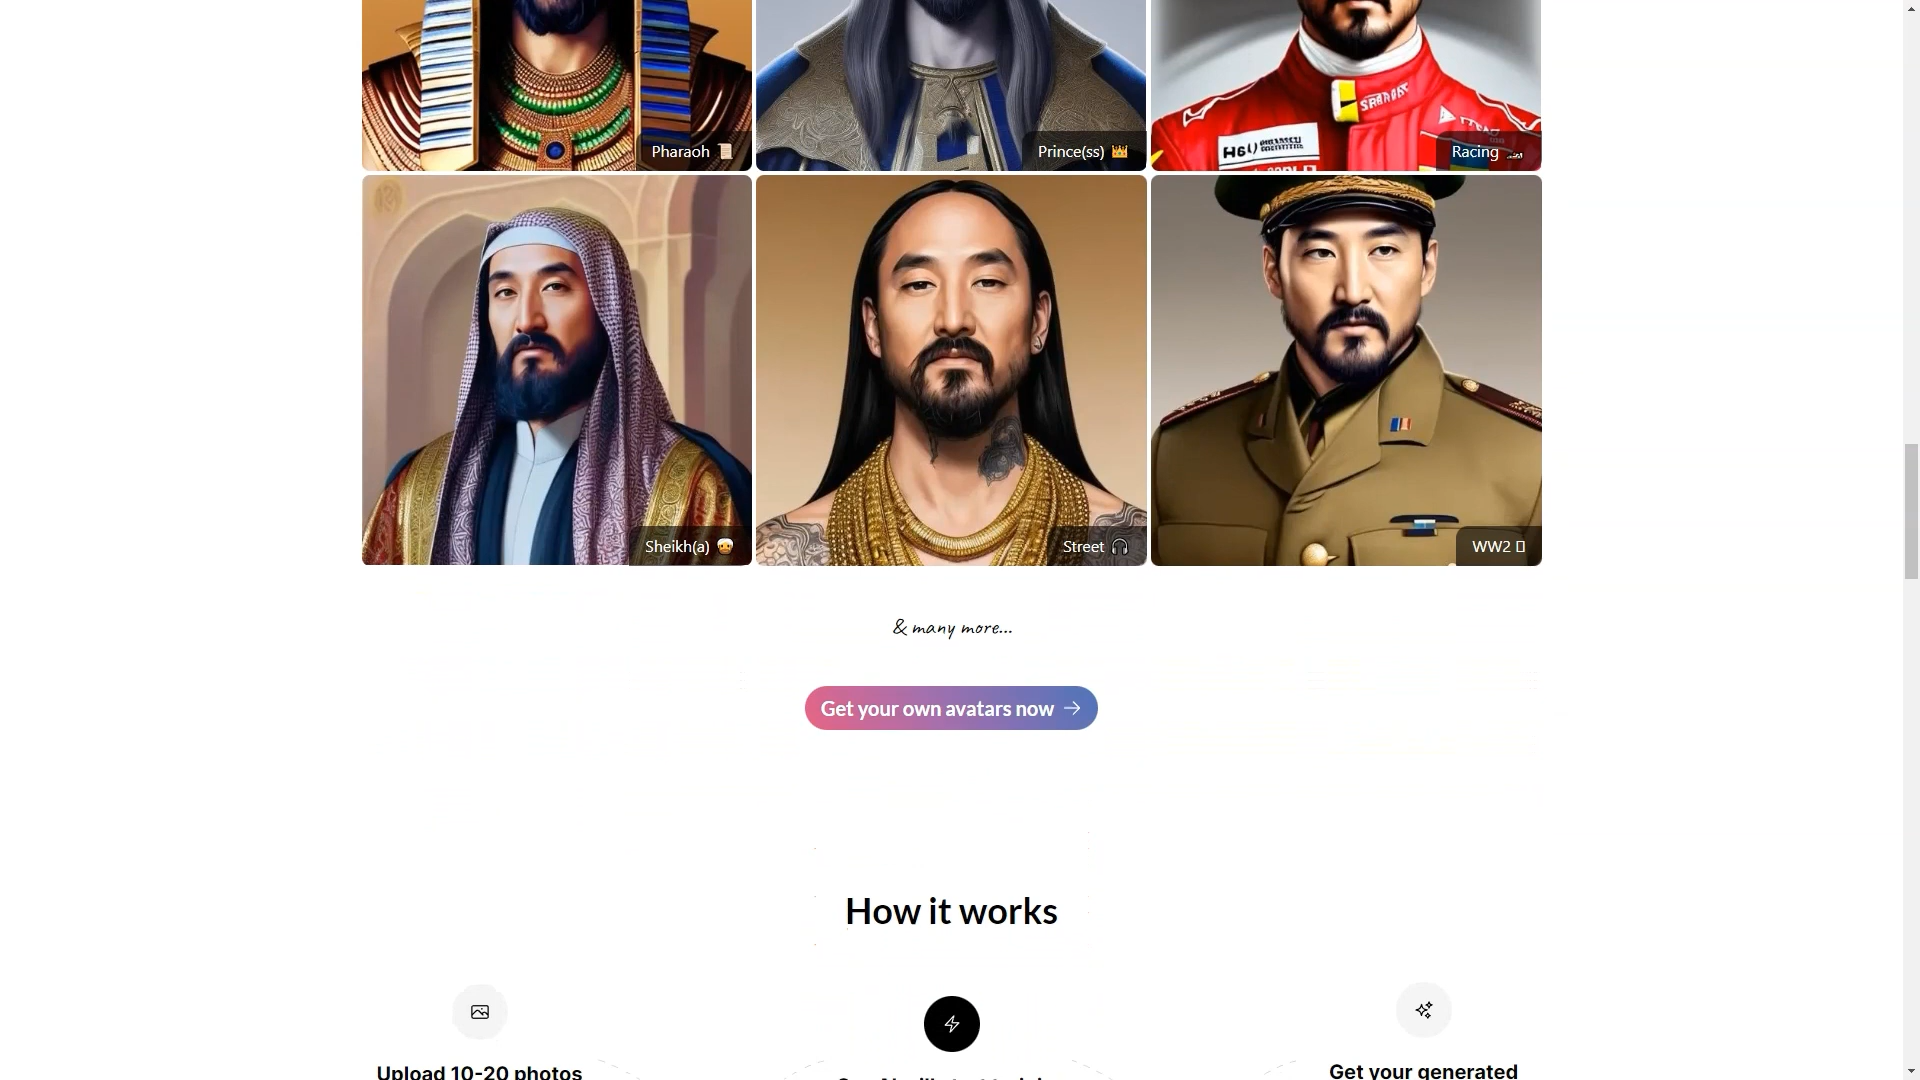 Pharaoh 📜
Prince(ss) 👑
Racing 🏎
Sheikh(a) 👳
Street 🎧
WW2
& many more...
Get your own avatars now →
How it works
Upload 10-20 photos
Get your generated